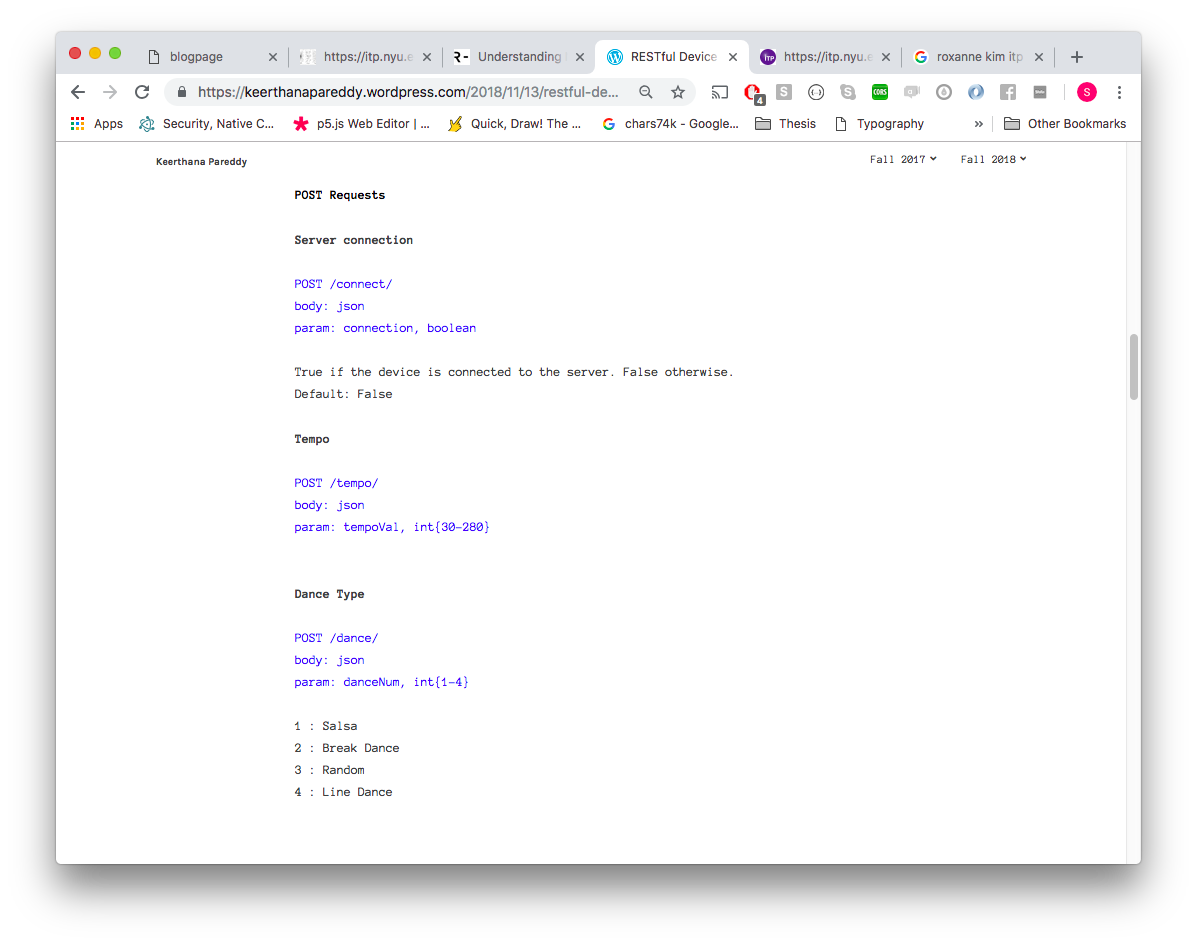 blogpage
https://itp.nyu.e
R- Understanding
RESTful Device
iTP https://itp.nyu.e
roxanne kim itp
https://keerthanapareddy.wordpress.com/2018/11/13/restful-de...
4
S
CORS
S
Apps
Security, Native C...
p5.js Web Editor | ...
Quick, Draw! The ...
chars74k - Google...
Thesis
Typography
»
Other Bookmarks
Keerthana Pareddy
Fall 2017
Fall 2018
POST Requests
Server connection
POST /connect/
body: json
param: connection, boolean
True if the device is connected to the server. False otherwise.
Default: False
Tempo
POST /tempo/
body: json
param: tempoVal, int{30-280}
Dance Type
POST /dance/
body: json
param: danceNum, int{1-4}
1 : Salsa
2 : Break Dance
3 : Random
4 : Line Dance